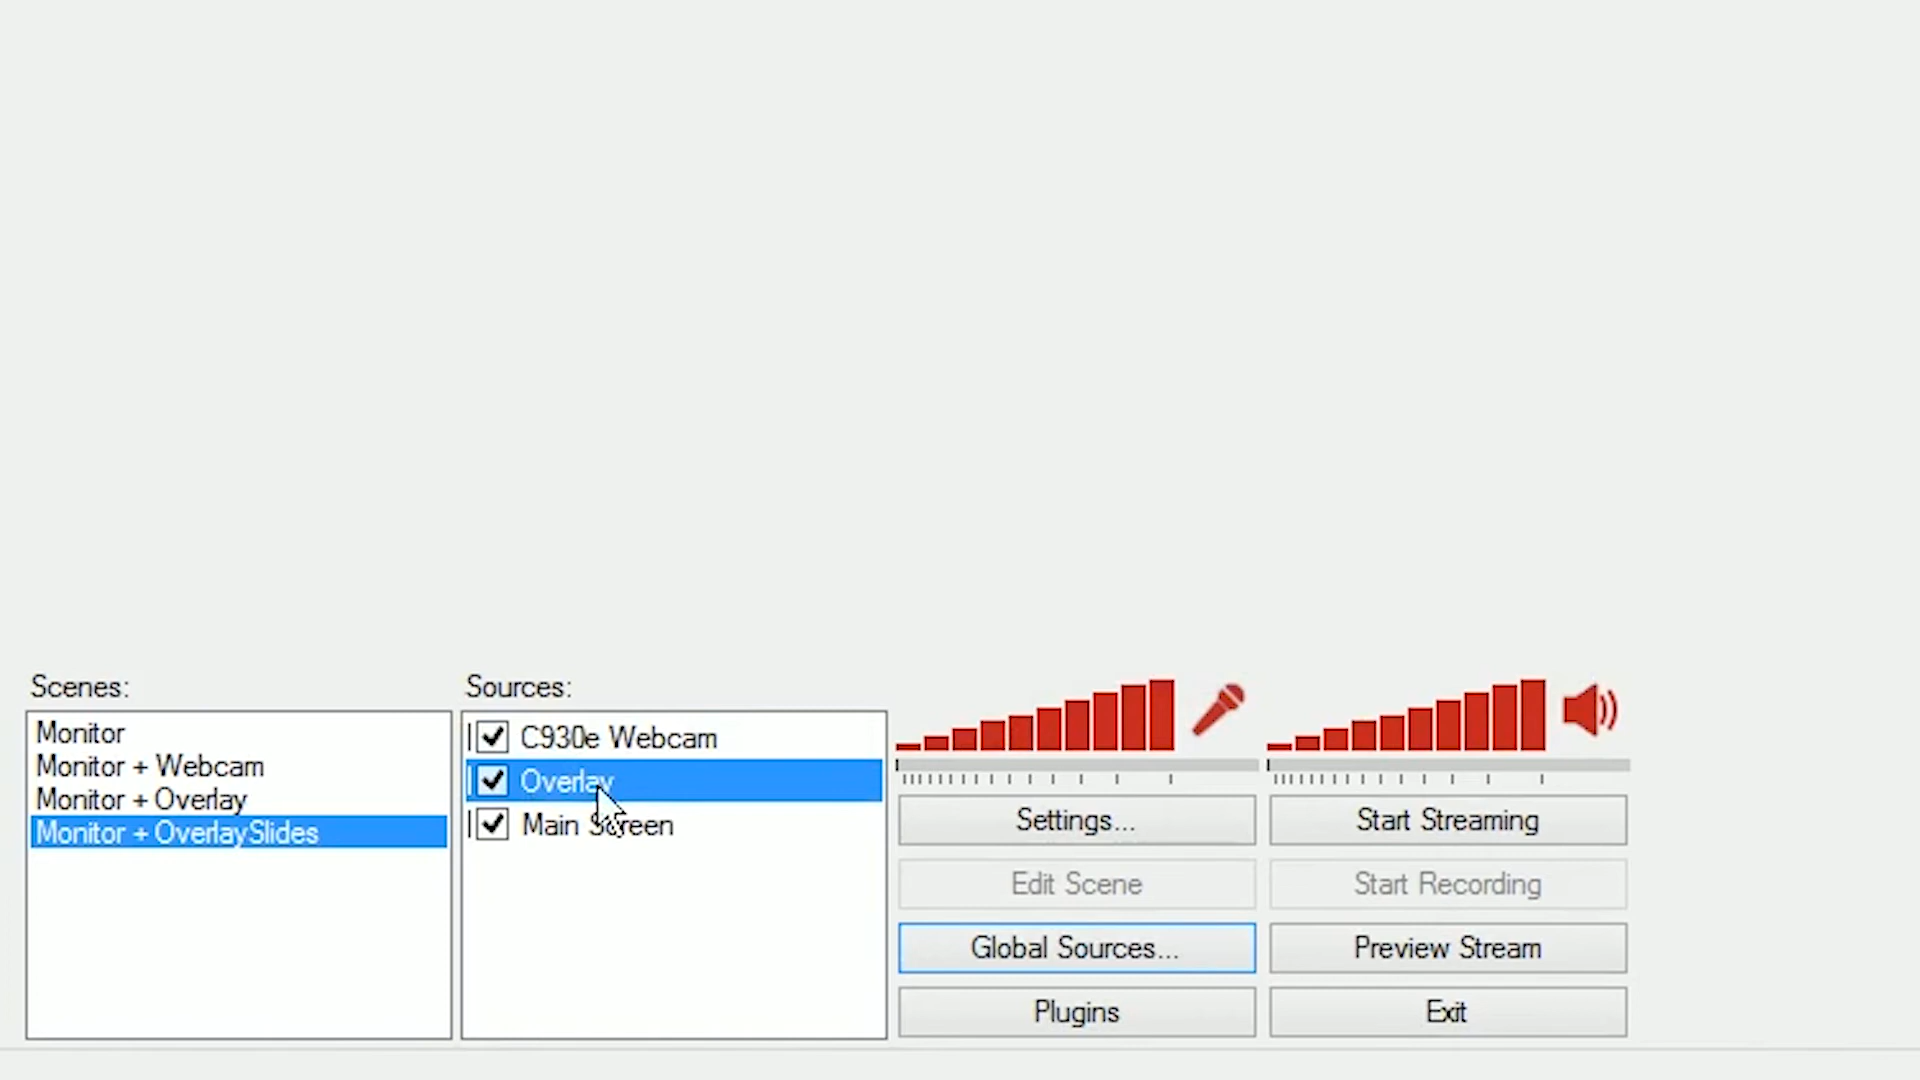 Scenes:
Monitor
Monitor + Webcam
Monitor + Overlay
Monitor + OverlaySlides
Sources:
C930e Webcam
Overlay
Main Screen
Settings...
Start Streaming
Edit Scene
Start Recording
Global Sources...
Preview Stream
Plugins
Exit